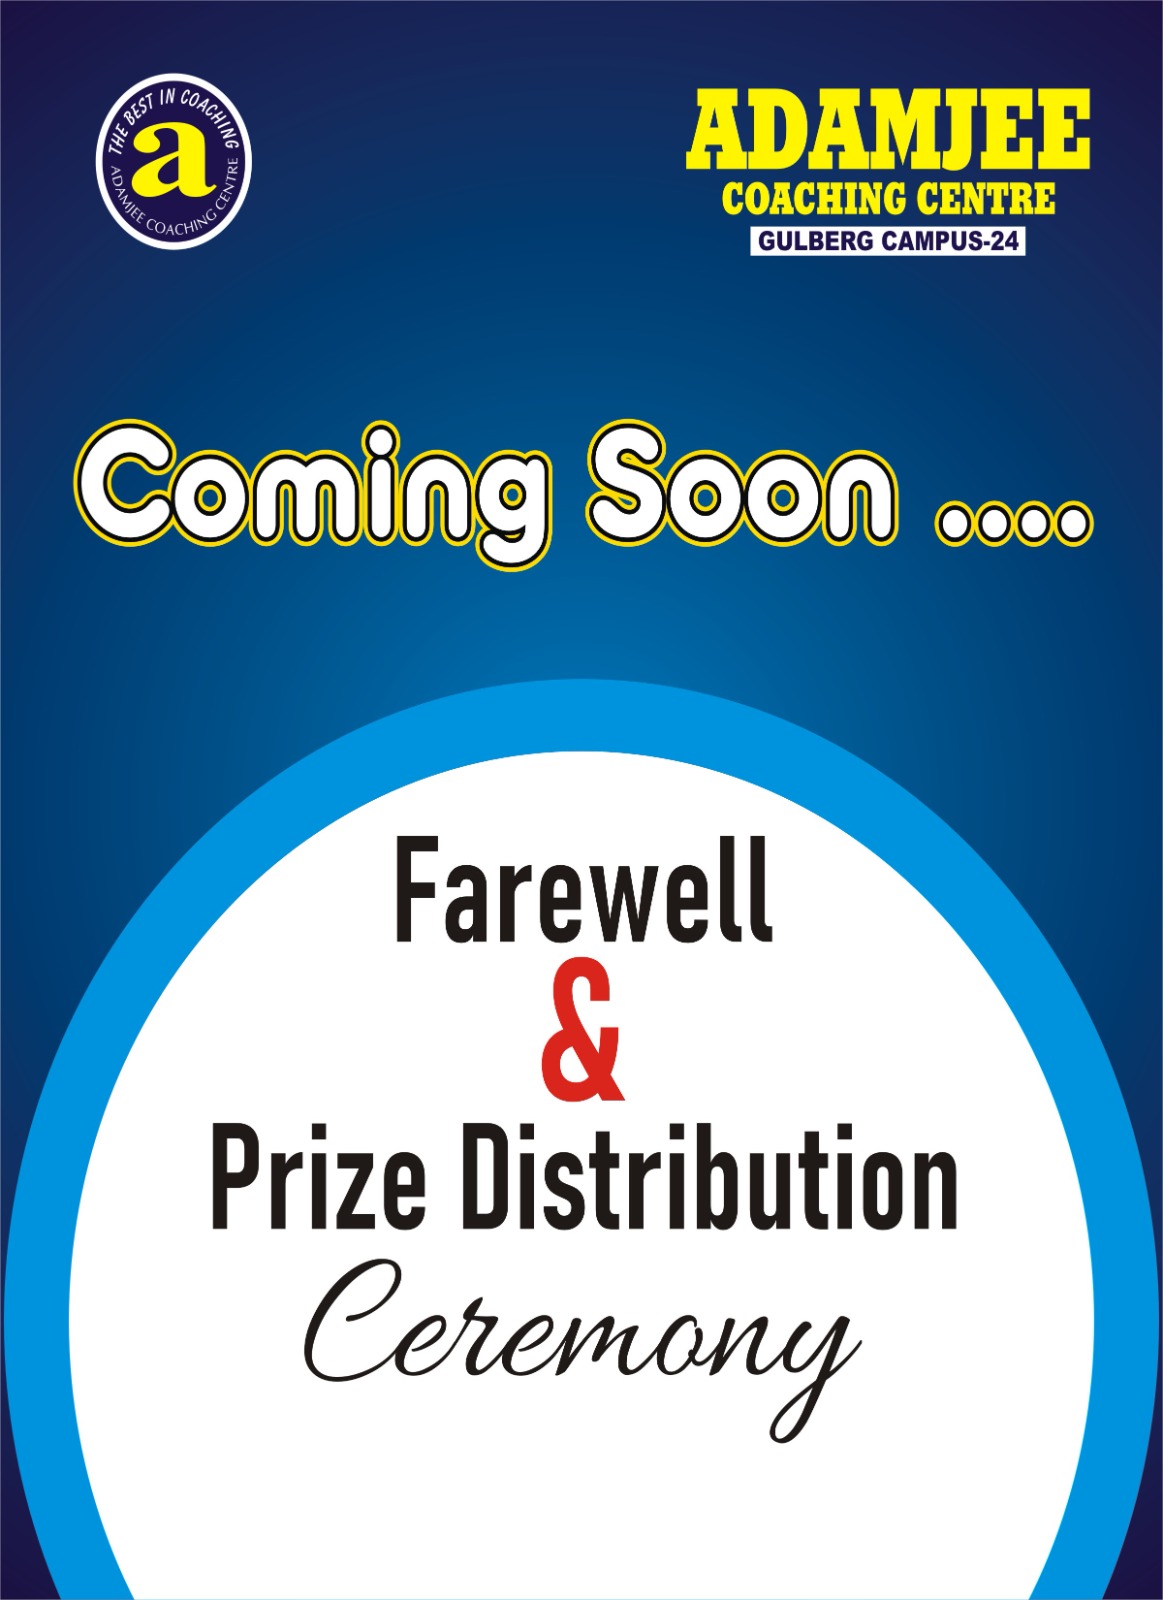 THE BEST IN COACHING
a
ADAMJEE COACHING CENTRE
ADAMJEE
COACHING CENTRE
GULBERG CAMPUS-24
Coming Soon ....
Farewell
&
Prize Distribution
Ceremony